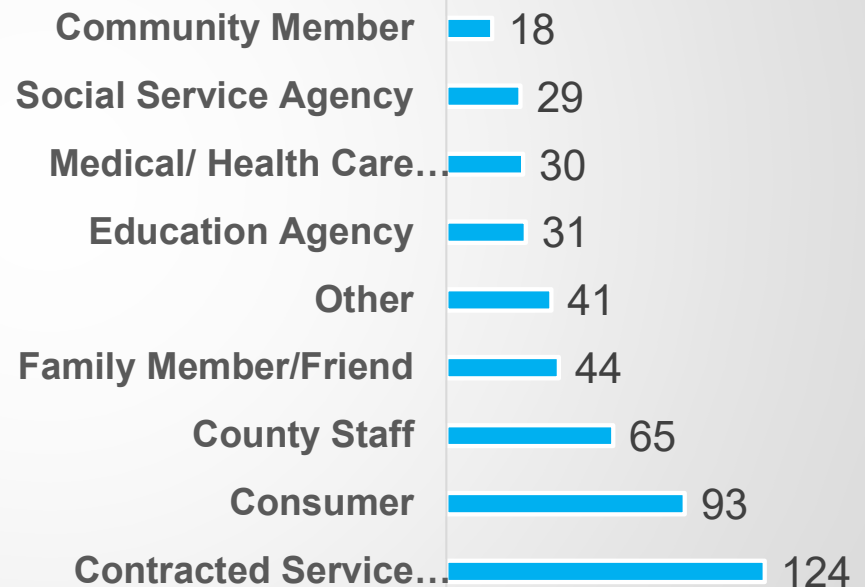 Community Member 18
Social Service Agency 29
Medical/ Health Care… 30
Education Agency 31
Other 41
Family Member/Friend 44
County Staff 65
Consumer 93
Contracted Service… 124